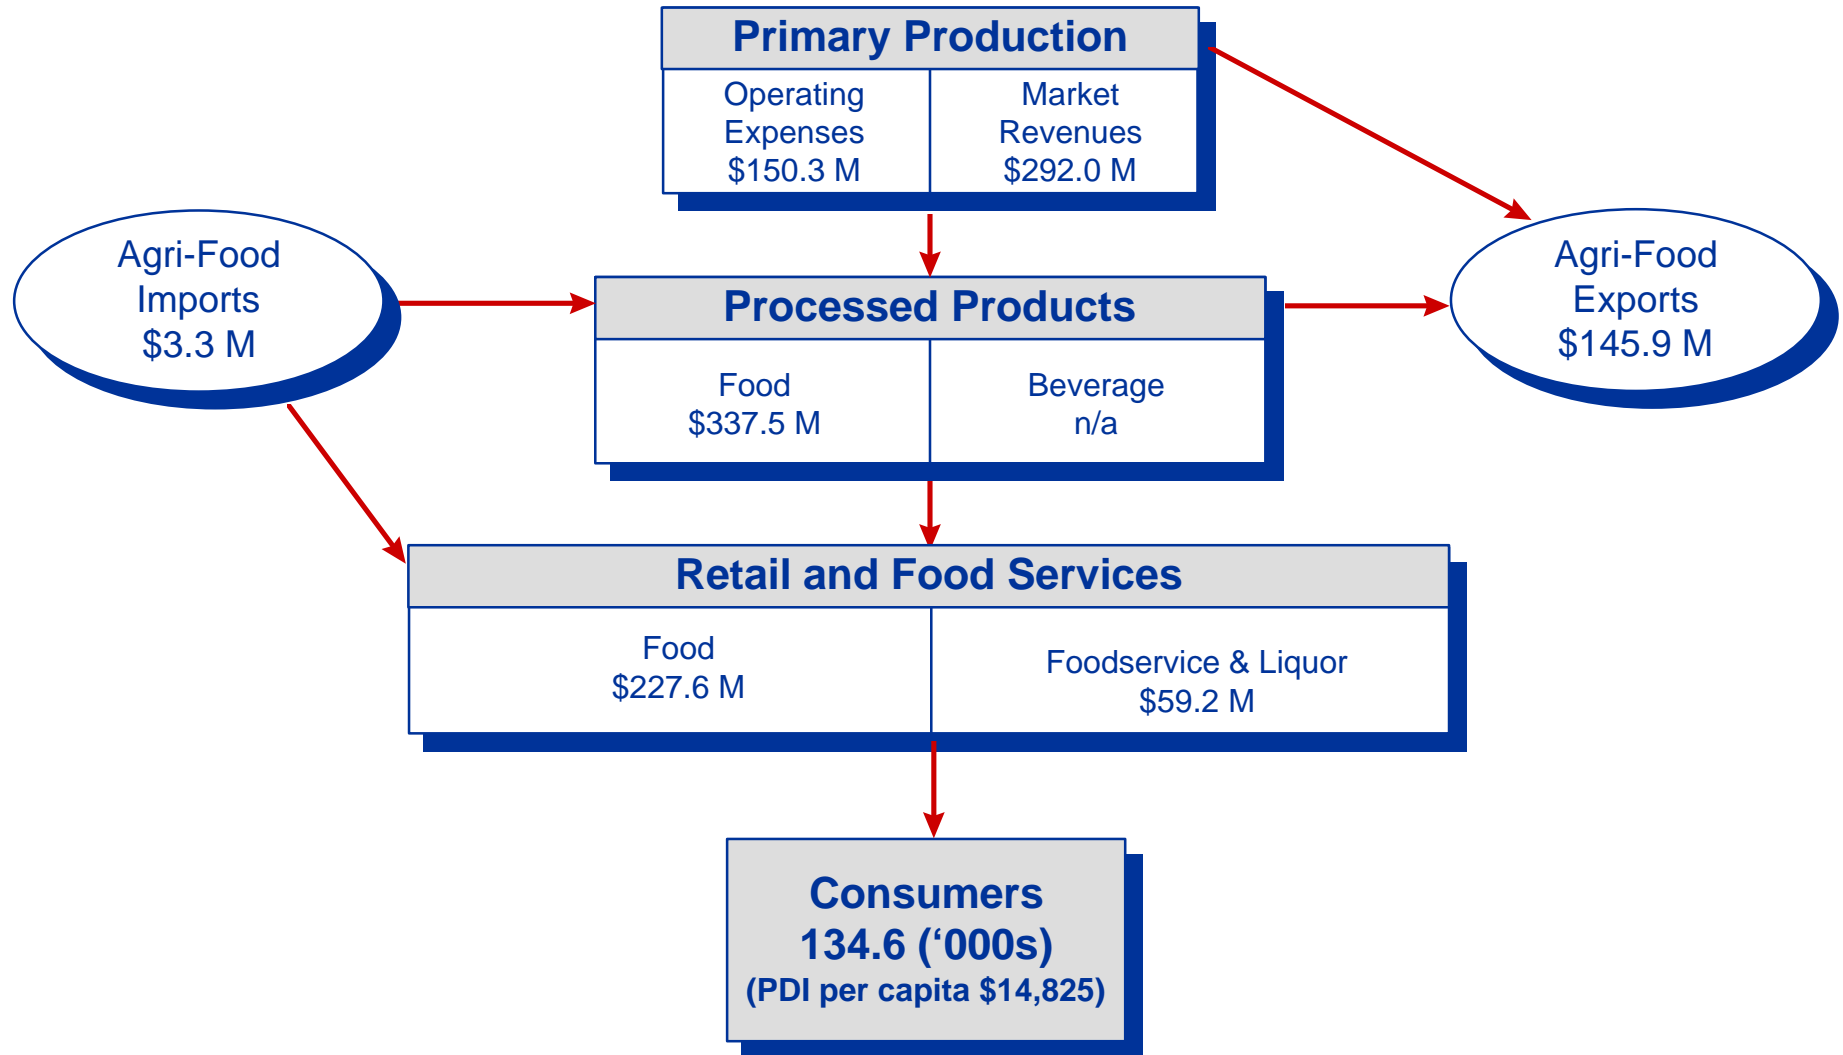 Primary Production
Operating
Expenses
$150.3 M
Market
Revenues
$292.0 M
Agri-Food
Imports
$3.3 M
Processed Products
Food
$337.5 M
Beverage
n/a
Agri-Food
Exports
$145.9 M
Retail and Food Services
Food
$227.6 M
Foodservice & Liquor
$59.2 M
Consumers
134.6 (‘000s)
(PDI per capita $14,825)